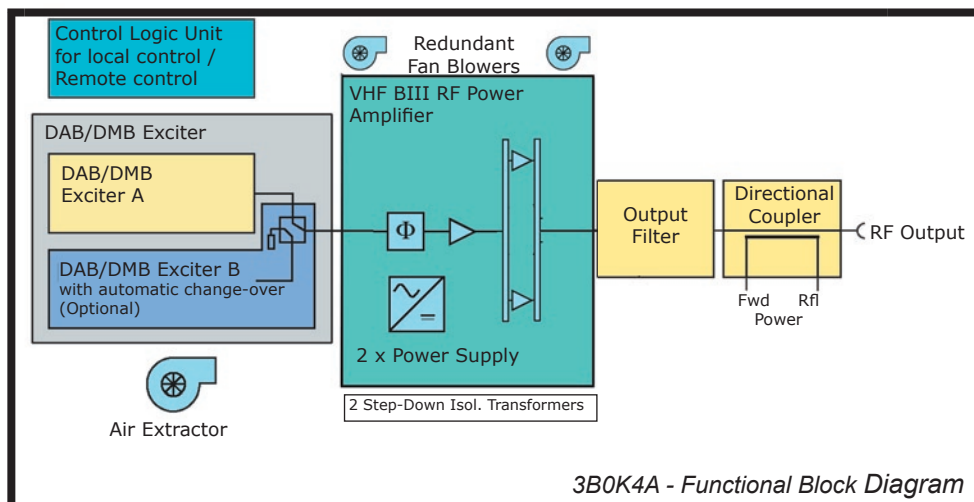 Control Logic Unit
for local control /
Remote control
Redundant
Fan Blowers
VHF BIII RF Power
Amplifier
DAB/DMB Exciter
DAB/DMB
Exciter A
DAB/DMB Exciter B
with automatic change-over
(Optional)
Φ
2 x Power Supply
Output
Filter
Directional
Coupler
RF Output
Fwd Rfl
Power
2 Step-Down Isol. Transformers
Air Extractor
3B0K4A - Functional Block Diagram